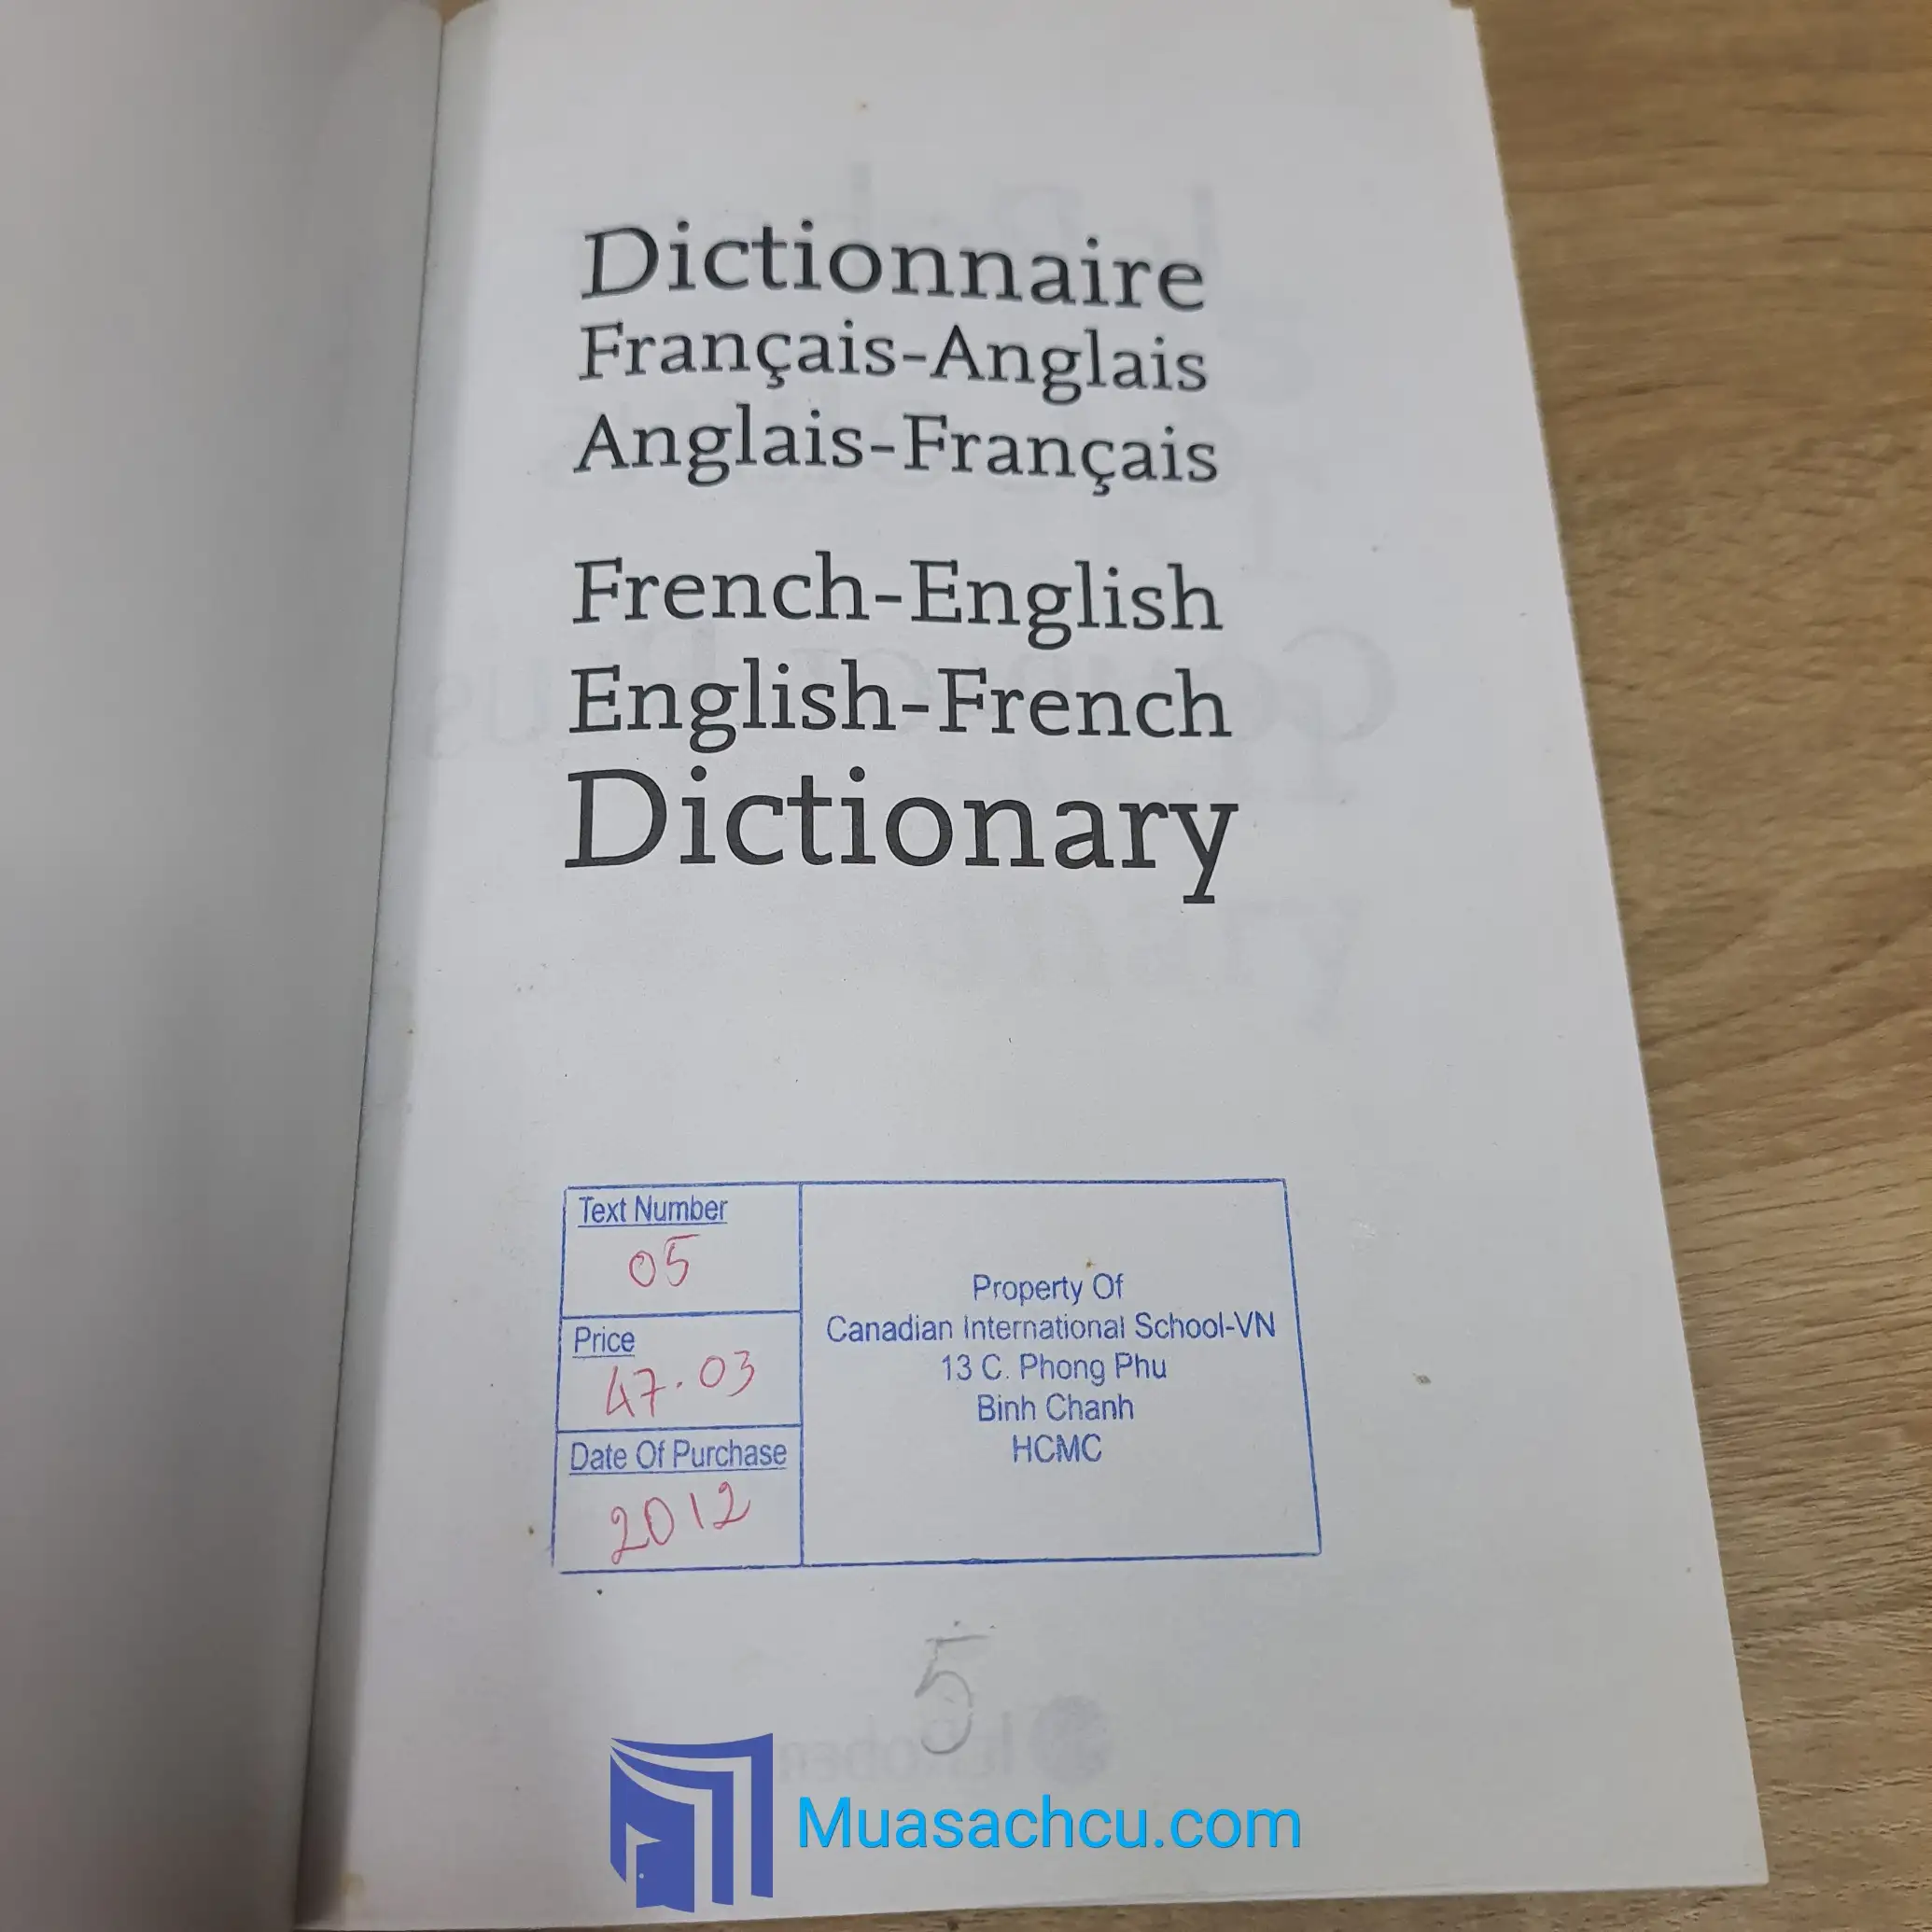 Dictionnaire
Français-Anglais
Anglais-Français
French-English
English-French
Dictionary
Text Number
05
Price
47.03
Date Of Purchase
2012
Property Of
Canadian International School-VN
13 C. Phong Phu
Binh Chanh
HCMC
5
Muasachcu.com